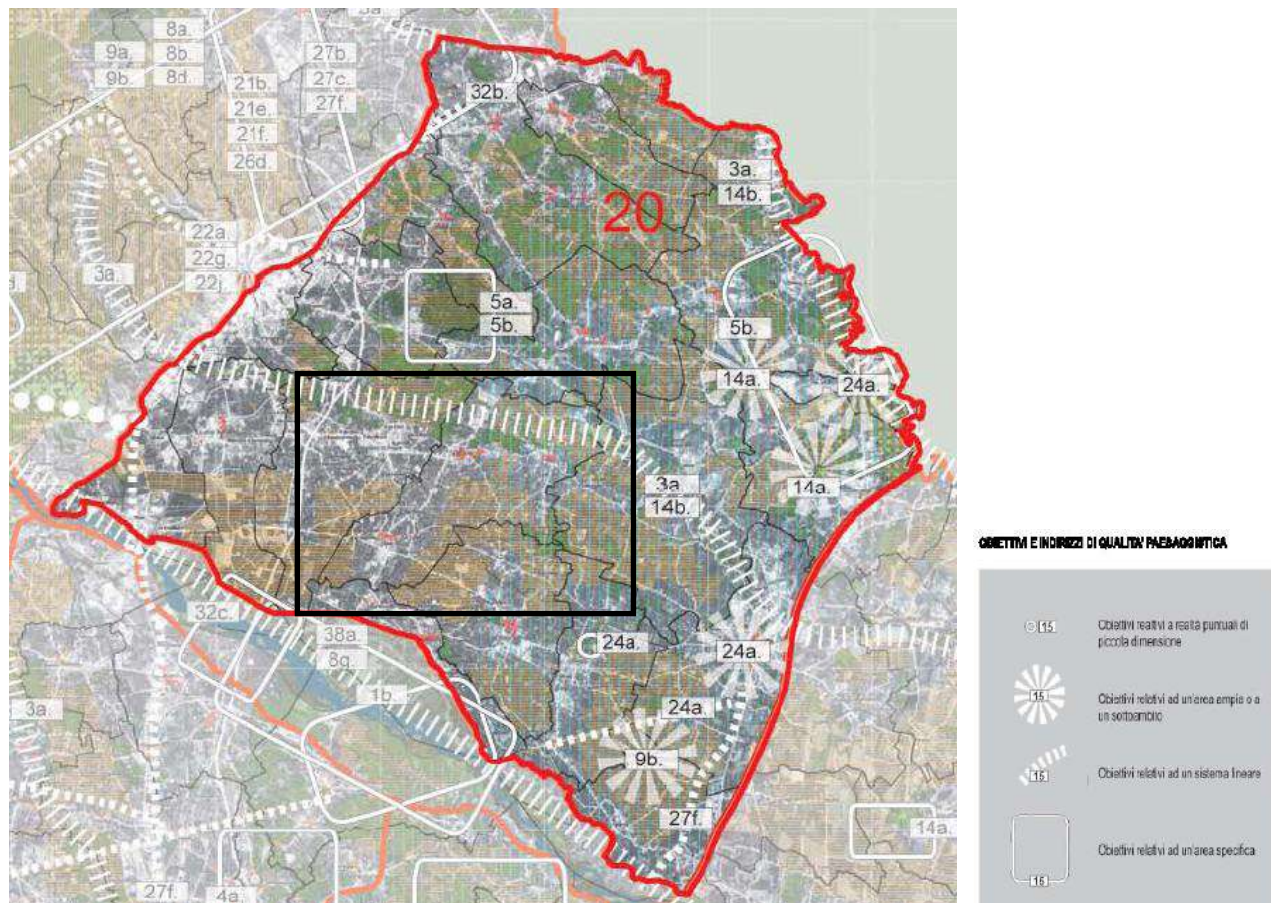 8a.
9a.
8b
27b.
9b.
8d.
21b.
27c.
21e.
27f.
32b.
21f.
26d.
3a.
14b.
20
22a.
22g.
3a.
22j.
5a.
5b.
5b.
14a.
24a.
3a.
14a.
14b.
32c.
38a.
24a.
8g.
24a.
1b.
3a.
24a.
9b.
27f.
14a.
27f.
4a.
OBIETTIVI E INDIRIZZI DI QUALITA' PAESAGGISTICA
15
Obiettivi relativi a realtà puntuali di
piccola dimensione
15
Obiettivi relativi ad un'area ampia o a
un sottoambito
15
Obiettivi relativi ad un sistema lineare
Obiettivi relativi ad un'area specifica
15